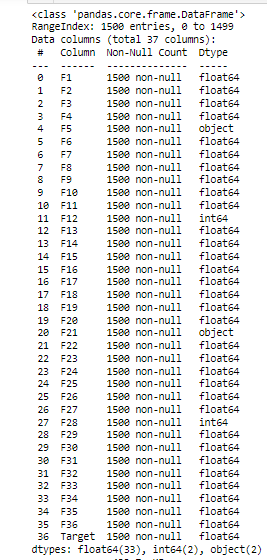 <class 'pandas.core.frame.DataFrame'>
RangeIndex: 1500 entries, 0 to 1499
Data columns (total 37 columns):
 #   Column  Non-Null Count  Dtype
---  ------  --------------  -----
 0   F1      1500 non-null   float64
 1   F2      1500 non-null   float64
 2   F3      1500 non-null   float64
 3   F4      1500 non-null   float64
 4   F5      1500 non-null   object
 5   F6      1500 non-null   float64
 6   F7      1500 non-null   float64
 7   F8      1500 non-null   float64
 8   F9      1500 non-null   float64
 9   F10     1500 non-null   float64
 10  F11     1500 non-null   float64
 11  F12     1500 non-null   int64
 12  F13     1500 non-null   float64
 13  F14     1500 non-null   float64
 14  F15     1500 non-null   float64
 15  F16     1500 non-null   float64
 16  F17     1500 non-null   float64
 17  F18     1500 non-null   float64
 18  F19     1500 non-null   float64
 19  F20     1500 non-null   float64
 20  F21     1500 non-null   object
 21  F22     1500 non-null   float64
 22  F23     1500 non-null   float64
 23  F24     1500 non-null   float64
 24  F25     1500 non-null   float64
 25  F26     1500 non-null   float64
 26  F27     1500 non-null   float64
 27  F28     1500 non-null   int64
 28  F29     1500 non-null   float64
 29  F30     1500 non-null   float64
 30  F31     1500 non-null   float64
 31  F32     1500 non-null   float64
 32  F33     1500 non-null   float64
 33  F34     1500 non-null   float64
 34  F35     1500 non-null   float64
 35  F36     1500 non-null   float64
 36  Target  1500 non-null   float64
dtypes: float64(33), int64(2), object(2)